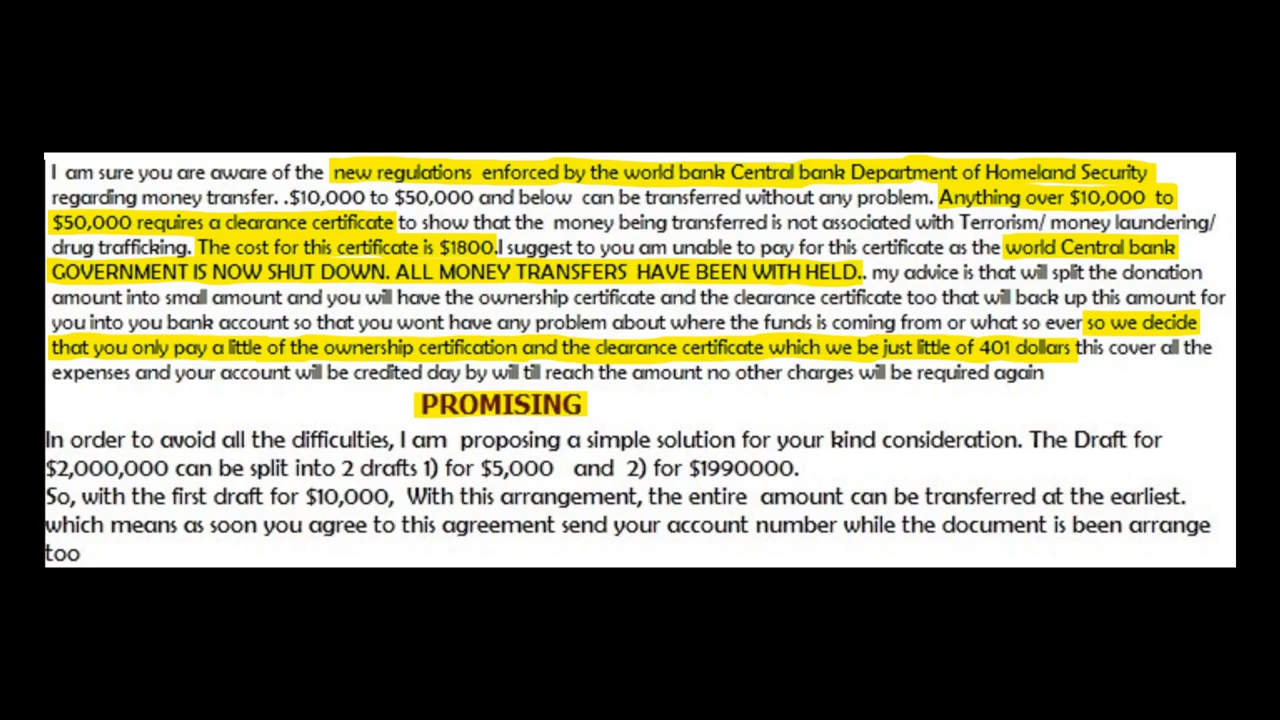 I am sure you are aware of the new regulations enforced by the world bank Central bank Department of Homeland Security
regarding money transfer. .$10,000 to $50,000 and below can be transferred without any problem. Anything over $10,000 to
$50,000 requires a clearance certificate to show that the money being transferred is not associated with Terrorism/ money laundering/
drug trafficking. The cost for this certificate is $1800.I suggest to you am unable to pay for this certificate as the world Central bank
GOVERNMENT IS NOW SHUT DOWN. ALL MONEY TRANSFERS HAVE BEEN WITH HELD.. my advice is that will split the donation
amount into small amount and you will have the ownership certificate and the clearance certificate too that will back up this amount for
you into you bank account so that you wont have any problem about where the funds is coming from or what so ever so we decide
that you only pay a little of the ownership certification and the clearance certificate which we be just little of 401 dollars this cover all the
expenses and your account will be credited day by will till reach the amount no other charges will be required again
PROMISING
In order to avoid all the difficulties, I am proposing a simple solution for your kind consideration. The Draft for
$2,000,000 can be split into 2 drafts 1) for $5,000 and 2) for $1990000.
So, with the first draft for $10,000, With this arrangement, the entire amount can be transferred at the earliest.
which means as soon you agree to this agreement send your account number while the document is been arrange
too